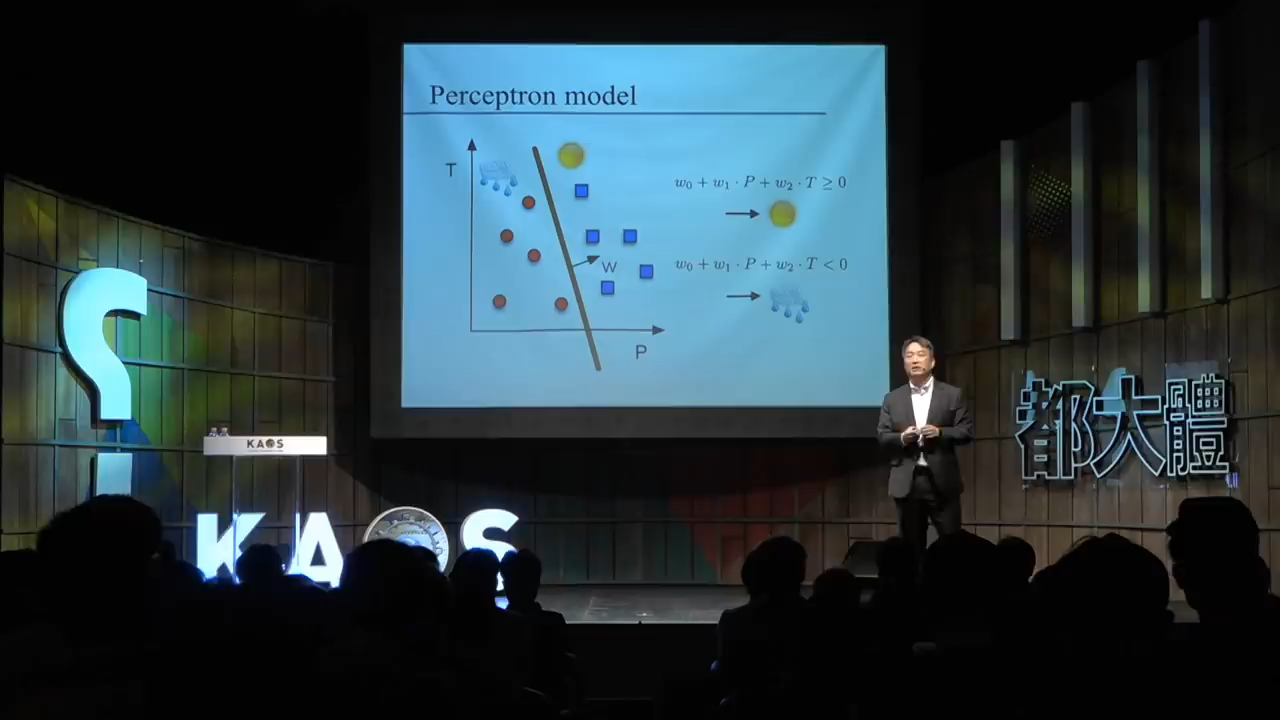 Perceptron model
T
w₀ + w₁ · P + w₂ · T ≥ 0
w
w₀ + w₁ · P + w₂ · T < 0
P
KAOS
KAOS
都大體